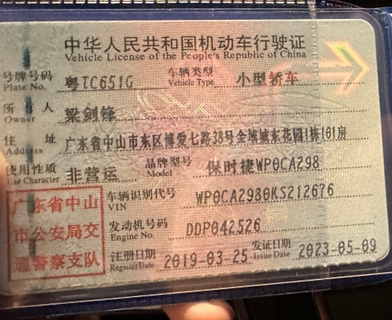 中华人民共和国机动车行驶证
Vehicle License of the People's Republic of China
号牌号码 Plate No. 粤TC651G 车辆类型 Vehicle Type 小型轿车
所有人 Owner 梁剑锋
住址 Address 广东省中山市东区博爱七路38号金域城东花园1栋101房
使用性质 Use Character 非营运 品牌型号 Model 保时捷WP0CA298
车辆识别代号 VIN WP0CA2980KS212676
发动机号码 Engine No. DDP042526
注册日期 Register Date 2019-03-25 发证日期 Issue Date 2023-05-09
广东省中山
市公安局交
通警察支队